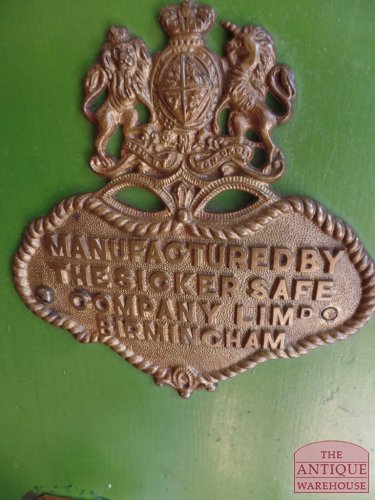 MANUFACTURED BY
THE SICKER SAFE
COMPANY LIMD
BIRMINGHAM
THE
ANTIQUE
WAREHOUSE